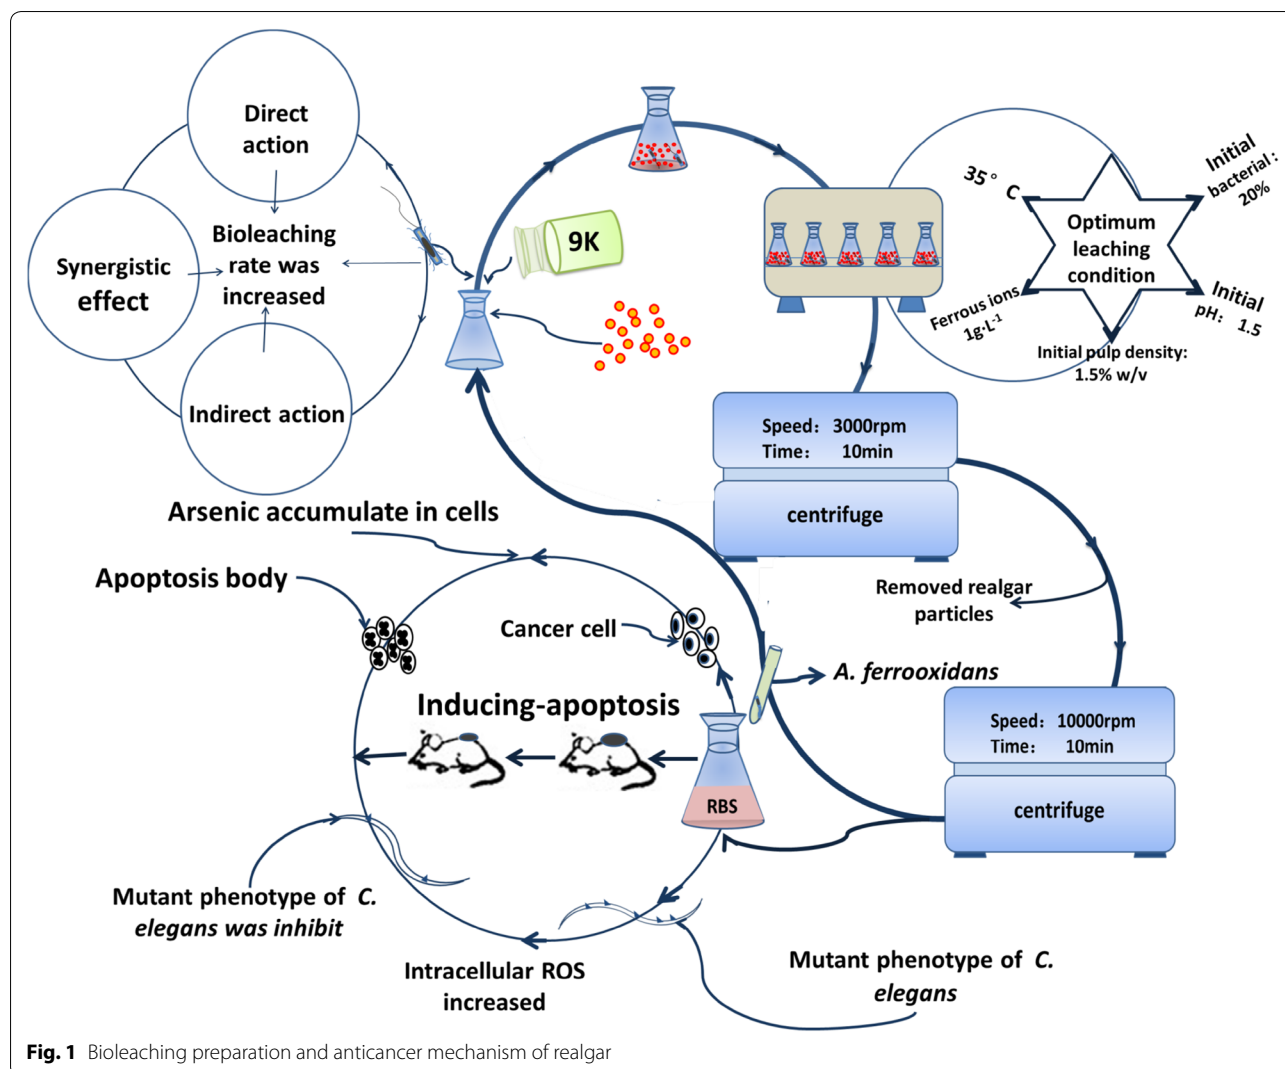 Direct
action
Synergistic
effect
Bioleaching
rate was
increased
Indirect action
9K
35° C
Initial
bacterial :
20%
Optimum
leaching
condition
Ferrous ions
1g·L-1
Initial
pH: 1.5
Initial pulp density:
1.5% w/v
Speed: 3000rpm
Time: 10min
centrifuge
Removed realgar
particles
Speed: 10000rpm
Time: 10min
centrifuge
A. ferrooxidans
Arsenic accumulate in cells
Apoptosis body
Cancer cell
Inducing-apoptosis
RBS
Mutant phenotype of C.
elegans was inhibit
Intracellular ROS
increased
Mutant phenotype of C.
elegans
Fig. 1 Bioleaching preparation and anticancer mechanism of realgar